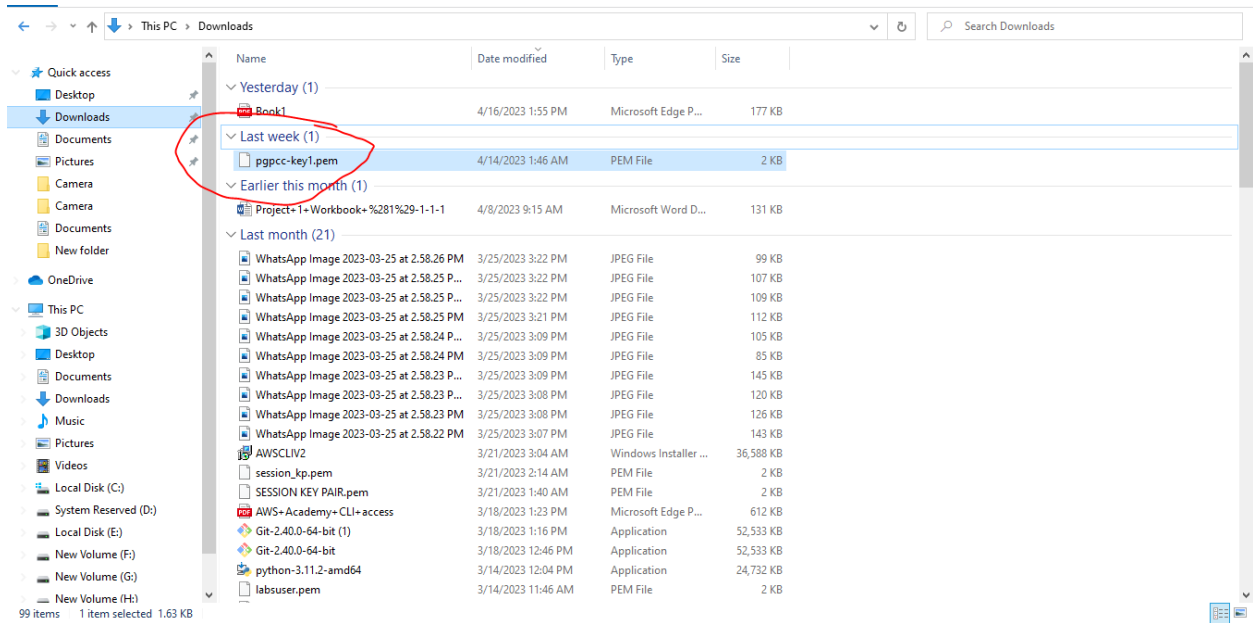 This PC > Downloads
Search Downloads
Name Date modified Type Size
Quick access
Desktop
Downloads
Documents
Pictures
Camera
Camera
Documents
New folder
OneDrive
This PC
3D Objects
Desktop
Documents
Downloads
Music
Pictures
Videos
Local Disk (C:)
System Reserved (D:)
Local Disk (E:)
New Volume (F:)
New Volume (G:)
New Volume (H:)
Yesterday (1)
PDF Book1 4/16/2023 1:55 PM Microsoft Edge P... 177 KB
Last week (1)
pgpcc-key1.pem 4/14/2023 1:46 AM PEM File 2 KB
Earlier this month (1)
Project+1+Workbook+%281%29-1-1-1 4/8/2023 9:15 AM Microsoft Word D... 131 KB
Last month (21)
WhatsApp Image 2023-03-25 at 2.58.26 PM 3/25/2023 3:22 PM JPEG File 99 KB
WhatsApp Image 2023-03-25 at 2.58.25 P... 3/25/2023 3:22 PM JPEG File 107 KB
WhatsApp Image 2023-03-25 at 2.58.25 P... 3/25/2023 3:22 PM JPEG File 109 KB
WhatsApp Image 2023-03-25 at 2.58.25 PM 3/25/2023 3:21 PM JPEG File 112 KB
WhatsApp Image 2023-03-25 at 2.58.24 P... 3/25/2023 3:09 PM JPEG File 105 KB
WhatsApp Image 2023-03-25 at 2.58.24 PM 3/25/2023 3:09 PM JPEG File 85 KB
WhatsApp Image 2023-03-25 at 2.58.23 P... 3/25/2023 3:09 PM JPEG File 145 KB
WhatsApp Image 2023-03-25 at 2.58.23 P... 3/25/2023 3:08 PM JPEG File 120 KB
WhatsApp Image 2023-03-25 at 2.58.23 PM 3/25/2023 3:08 PM JPEG File 126 KB
WhatsApp Image 2023-03-25 at 2.58.22 PM 3/25/2023 3:07 PM JPEG File 143 KB
AWSCLIV2 3/21/2023 3:04 AM Windows Installer ... 36,588 KB
session_kp.pem 3/21/2023 2:14 AM PEM File 2 KB
SESSION KEY PAIR.pem 3/21/2023 1:40 AM PEM File 2 KB
PDF AWS+Academy+CLI+access 3/18/2023 1:23 PM Microsoft Edge P... 612 KB
Git-2.40.0-64-bit (1) 3/18/2023 1:16 PM Application 52,533 KB
Git-2.40.0-64-bit 3/18/2023 12:46 PM Application 52,533 KB
python-3.11.2-amd64 3/14/2023 12:04 PM Application 24,732 KB
labsuser.pem 3/14/2023 11:46 AM PEM File 2 KB
99 items 1 item selected 1.63 KB